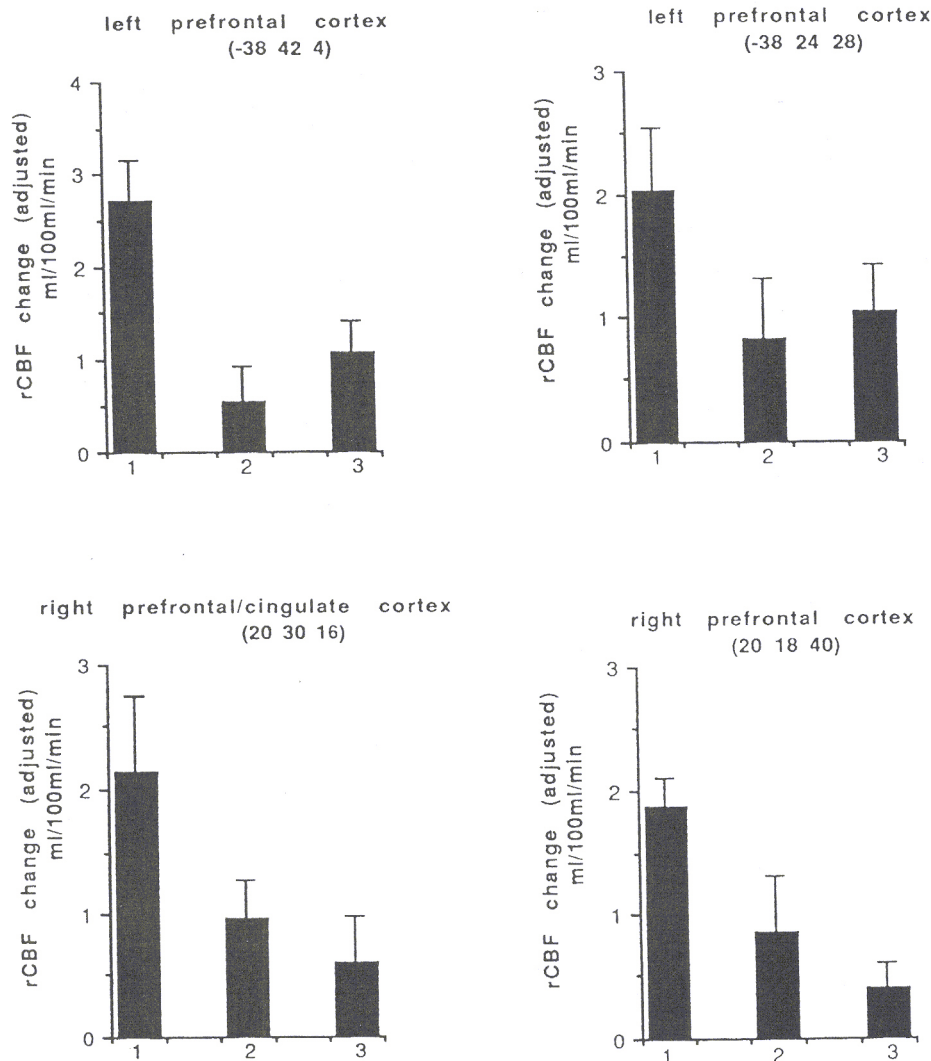 left prefrontal cortex
(-38 42 4)
4
3
2
1
0
rCBF change (adjusted)
ml/100ml/min
1 2 3
left prefrontal cortex
(-38 24 28)
3
2
1
0
rCBF change (adjusted)
ml/100ml/min
1 2 3
right prefrontal/cingulate cortex
(20 30 16)
3
2
1
0
rCBF change (adjusted)
ml/100ml/min
1 2 3
right prefrontal cortex
(20 18 40)
3
2
1
0
rCBF change (adjusted)
ml/100ml/min
1 2 3